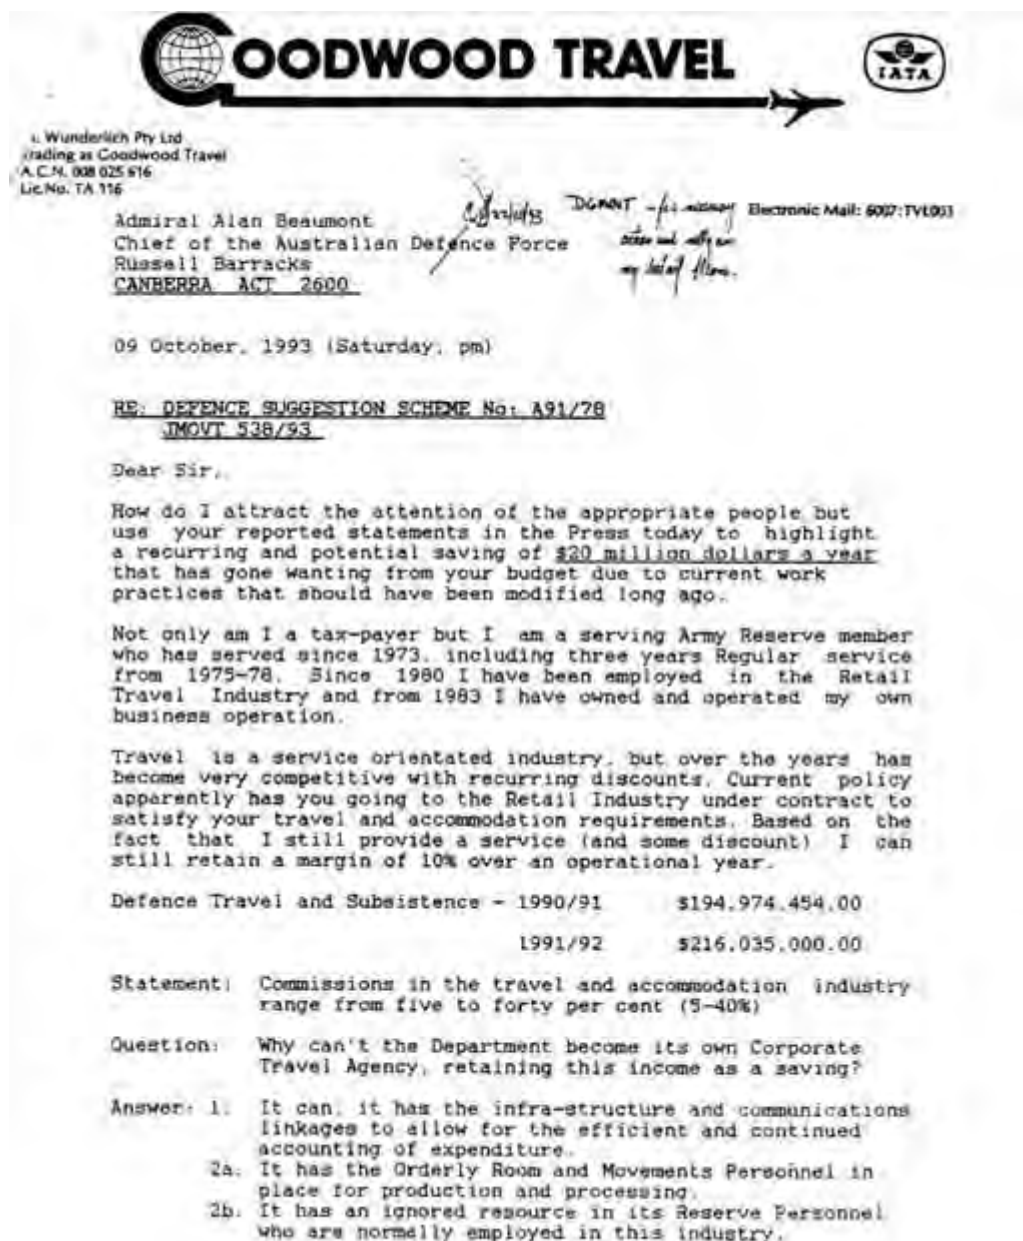 GOODWOOD TRAVEL
IATA
Wunderlich Pty Ltd
trading as Goodwood Travel
A.C.N. 008 025 616
Lic.No. TA 116
Electronic Mail: 6007:TVL003
Admiral Alan Beaumont
Chief of the Australian Defence Force
Russell Barracks
CANBERRA ACT 2600
09 October, 1993 (Saturday, pm)
RE: DEFENCE SUGGESTION SCHEME No: A91/78
JMOVT 538/93
Dear Sir,
How do I attract the attention of the appropriate people but
use your reported statements in the Press today to highlight
a recurring and potential saving of $20 million dollars a year
that has gone wanting from your budget due to current work
practices that should have been modified long ago.
Not only am I a tax-payer but I am a serving Army Reserve member
who has served since 1973, including three years Regular service
from 1975-78. Since 1980 I have been employed in the Retail
Travel Industry and from 1983 I have owned and operated my own
business operation.
Travel is a service orientated industry, but over the years has
become very competitive with recurring discounts. Current policy
apparently has you going to the Retail Industry under contract to
satisfy your travel and accommodation requirements. Based on the
fact that I still provide a service (and some discount) I can
still retain a margin of 10% over an operational year.
Defence Travel and Subsistence - 1990/91 $194,974,454.00
1991/92 $216,035,000.00
Statement: Commissions in the travel and accommodation industry
range from five to forty per cent (5-40%)
Question: Why can't the Department become its own Corporate
Travel Agency, retaining this income as a saving?
Answer: 1. It can, it has the infra-structure and communications
linkages to allow for the efficient and continued
accounting of expenditure.
2a. It has the Orderly Room and Movements Personnel in
place for production and processing.
2b. It has an ignored resource in its Reserve Personnel
who are normally employed in this industry.